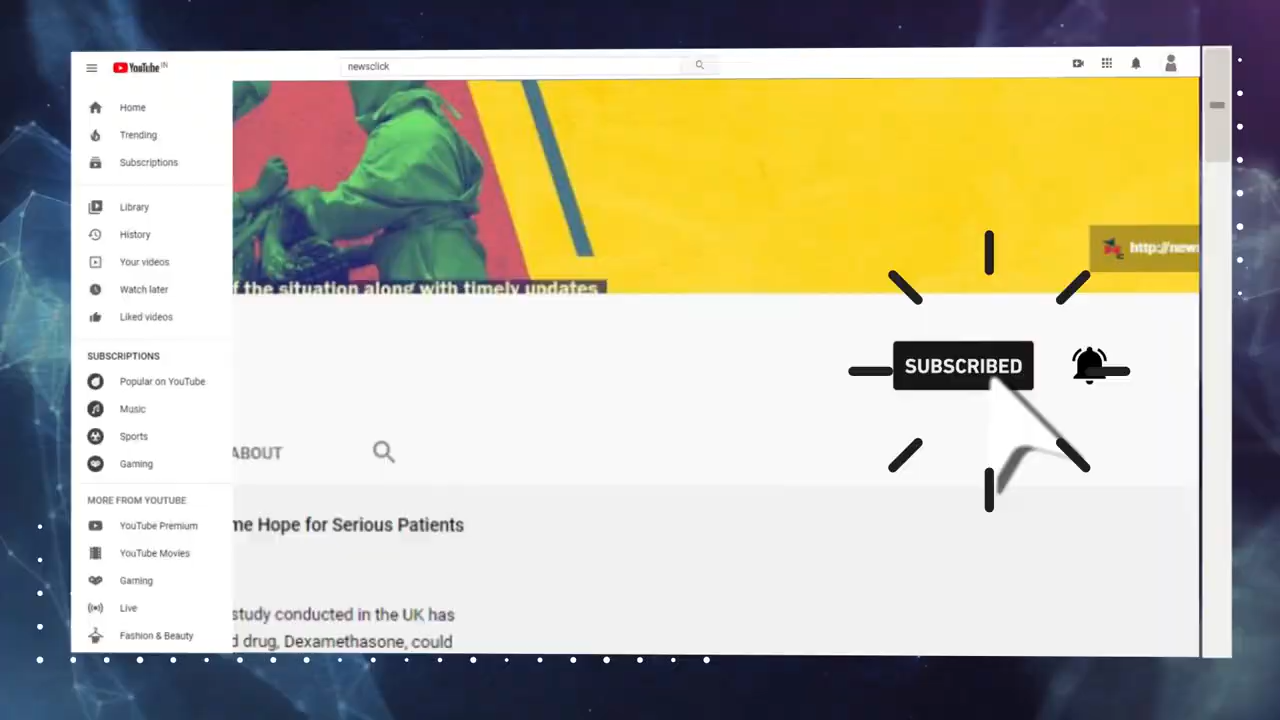 YouTube IN
newsclick
Home
Trending
Subscriptions
Library
History
Your videos
Watch later
Liked videos
SUBSCRIPTIONS
Popular on YouTube
Music
Sports
Gaming
MORE FROM YOUTUBE
YouTube Premium
YouTube Movies
Gaming
Live
Fashion & Beauty
f the situation along with timely updates
http://news
SUBSCRIBED
ABOUT
me Hope for Serious Patients
study conducted in the UK has
d drug, Dexamethasone, could